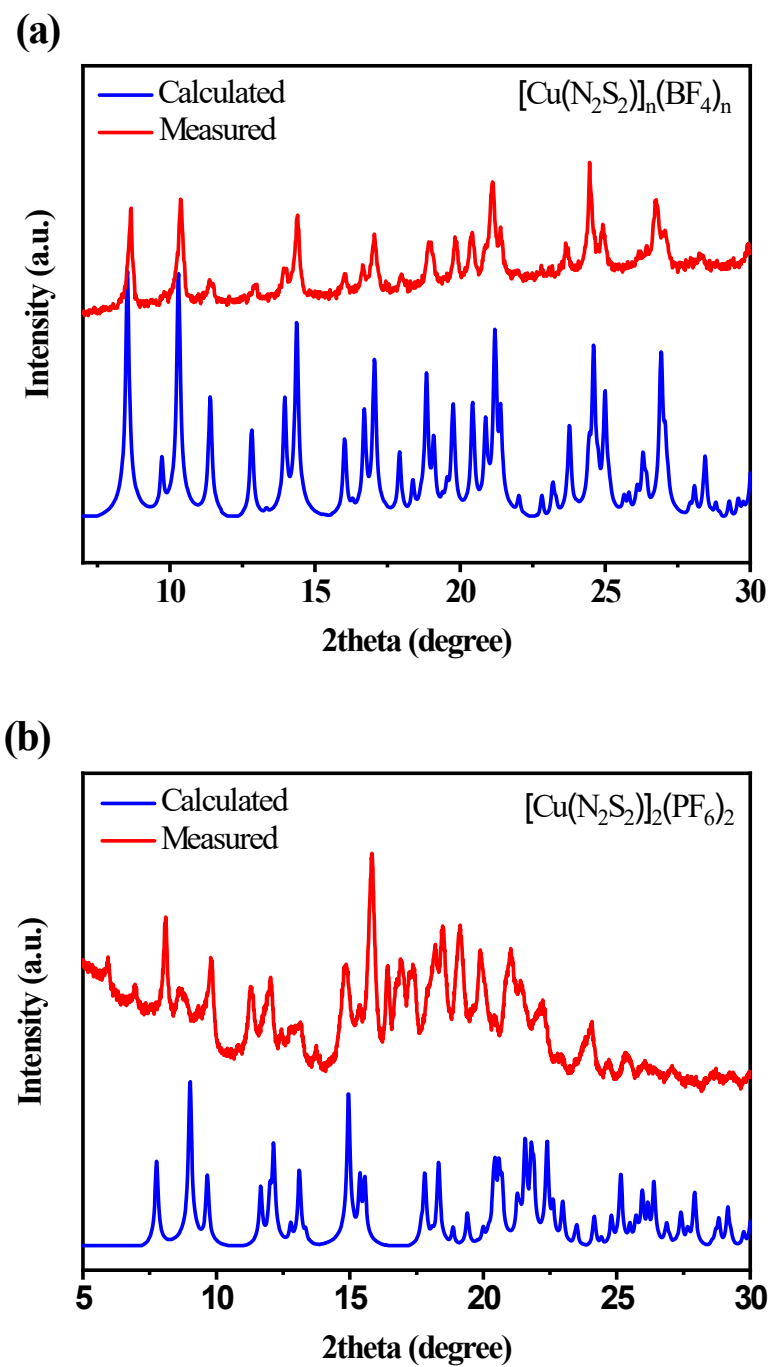 (a)
Calculated
Measured
[Cu(N₂S₂)]ₙ(BF₄)ₙ
Intensity (a.u.)
10 15 20 25 30
2theta (degree)
(b)
Calculated
Measured
[Cu(N₂S₂)]₂(PF₆)₂
Intensity (a.u.)
5 10 15 20 25 30
2theta (degree)